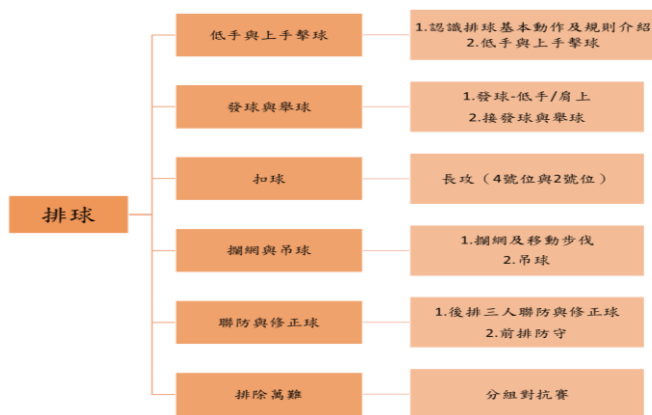 排球
低手與上手擊球
1.認識排球基本動作及規則介紹
2.低手與上手擊球
發球與舉球
1.發球-低手/肩上
2.接發球與舉球
扣球
長攻（4號位與2號位）
攔網與吊球
1.攔網及移動步伐
2.吊球
聯防與修正球
1.後排三人聯防與修正球
2.前排防守
排除萬難
分組對抗賽